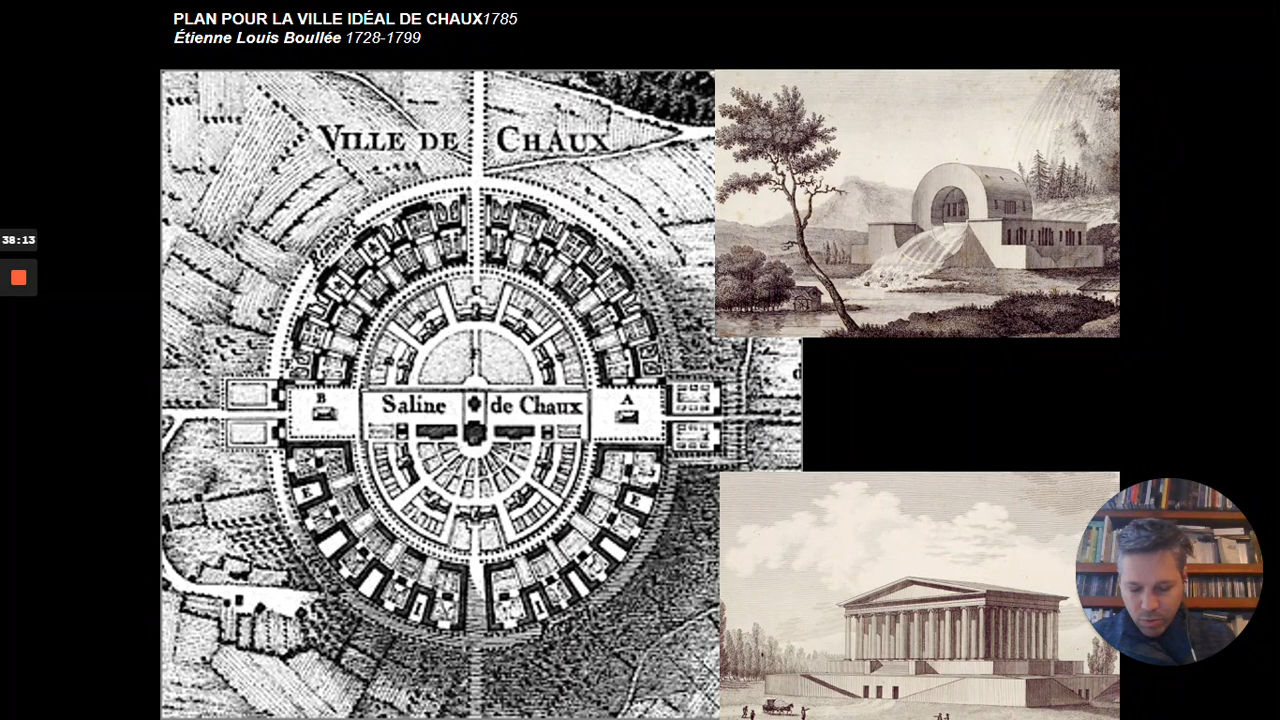 PLAN POUR LA VILLE IDÉAL DE CHAUX1785
Étienne Louis Boullée 1728-1799
VILLE DE CHAUX
38:13
C
B
Saline de Chaux
A
E